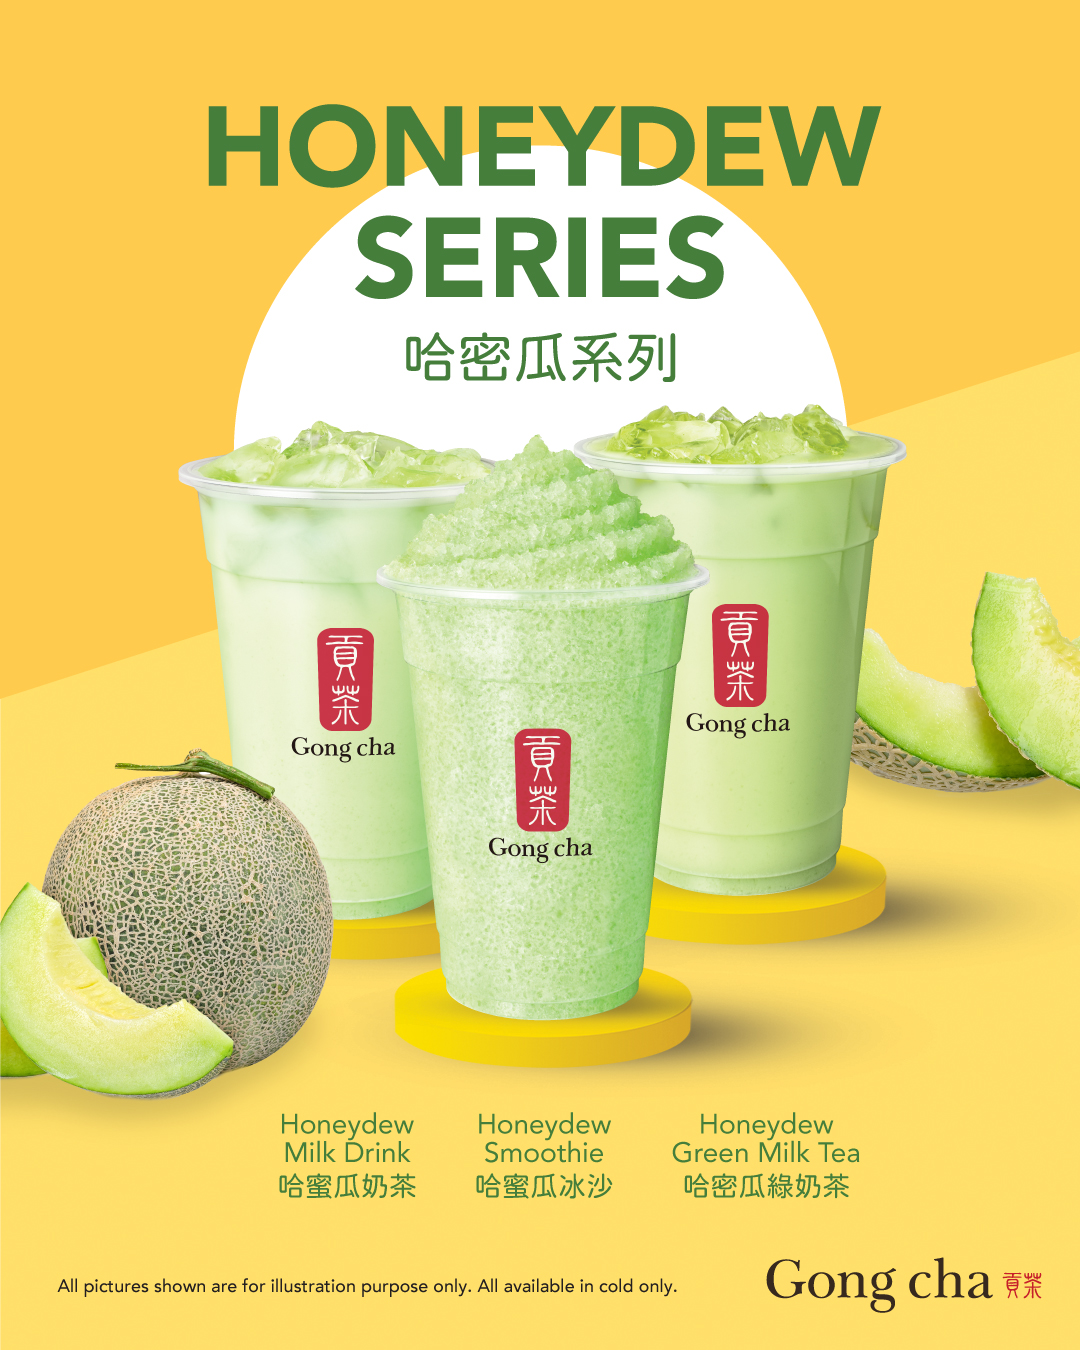 HONEYDEW
SERIES
哈密瓜系列
貢茶
Gong cha
貢茶
Gong cha
貢茶
Gong cha
Honeydew
Milk Drink
哈蜜瓜奶茶
Honeydew
Smoothie
哈蜜瓜冰沙
Honeydew
Green Milk Tea
哈密瓜綠奶茶
All pictures shown are for illustration purpose only. All available in cold only.
Gong cha 貢茶